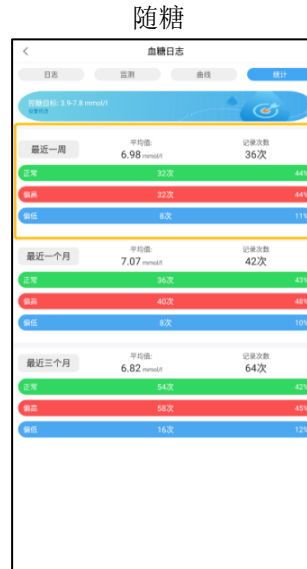 随糖
血糖日志
日志 监测 曲线 统计
控糖目标: 3.9-7.8 mmol/l
最近一周 平均值: 记录次数
6.98 mmol/l 36次
正常 32次 44%
偏高 32次 44%
偏低 8次 11%
最近一个月 平均值: 记录次数
7.07 mmol/l 42次
正常 36次 43%
偏高 40次 48%
偏低 8次 10%
最近三个月 平均值: 记录次数
6.82 mmol/l 64次
正常 54次 42%
偏高 58次 45%
偏低 16次 12%